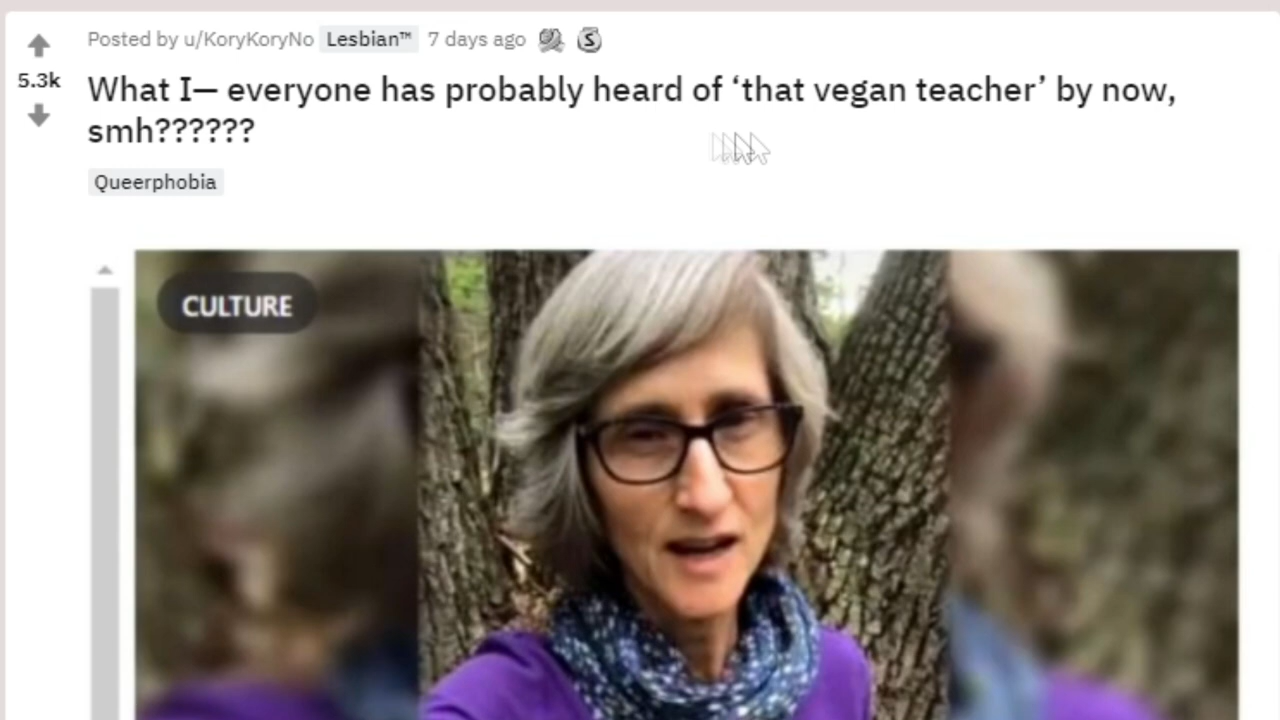 Posted by u/KoryKoryNo Lesbian™ 7 days ago S
5.3k
What I— everyone has probably heard of ‘that vegan teacher’ by now,
smh??????
Queerphobia
CULTURE